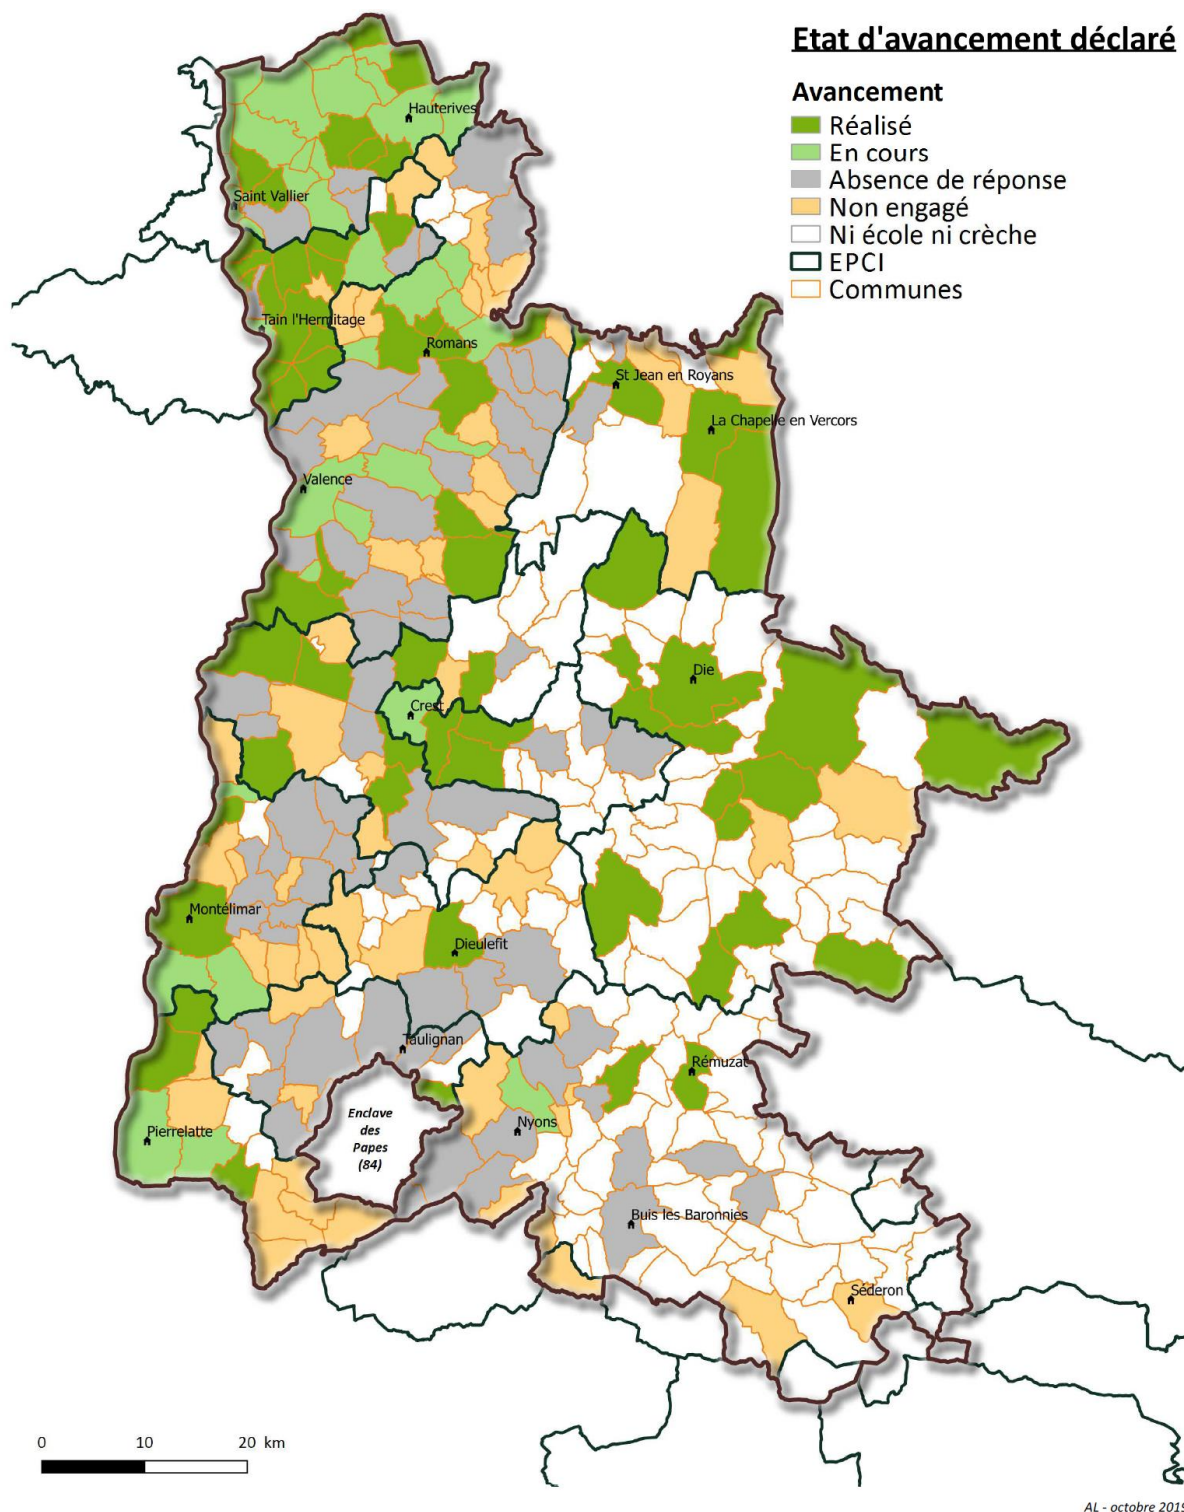 Etat d'avancement déclaré
Avancement
Réalisé
En cours
Absence de réponse
Non engagé
Ni école ni crèche
EPCI
Communes
Hauterives
Saint Vallier
Tain l'Hermitage
Romans
St Jean en Royans
La Chapelle en Vercors
Valence
Die
Crest
Montélimar
Dieulefit
Taulignan
Rémuzat
Enclave
des
Papes
(84)
Nyons
Pierrelatte
Buis les Baronnies
Séderon
0 10 20 km
AL - octobre 2019